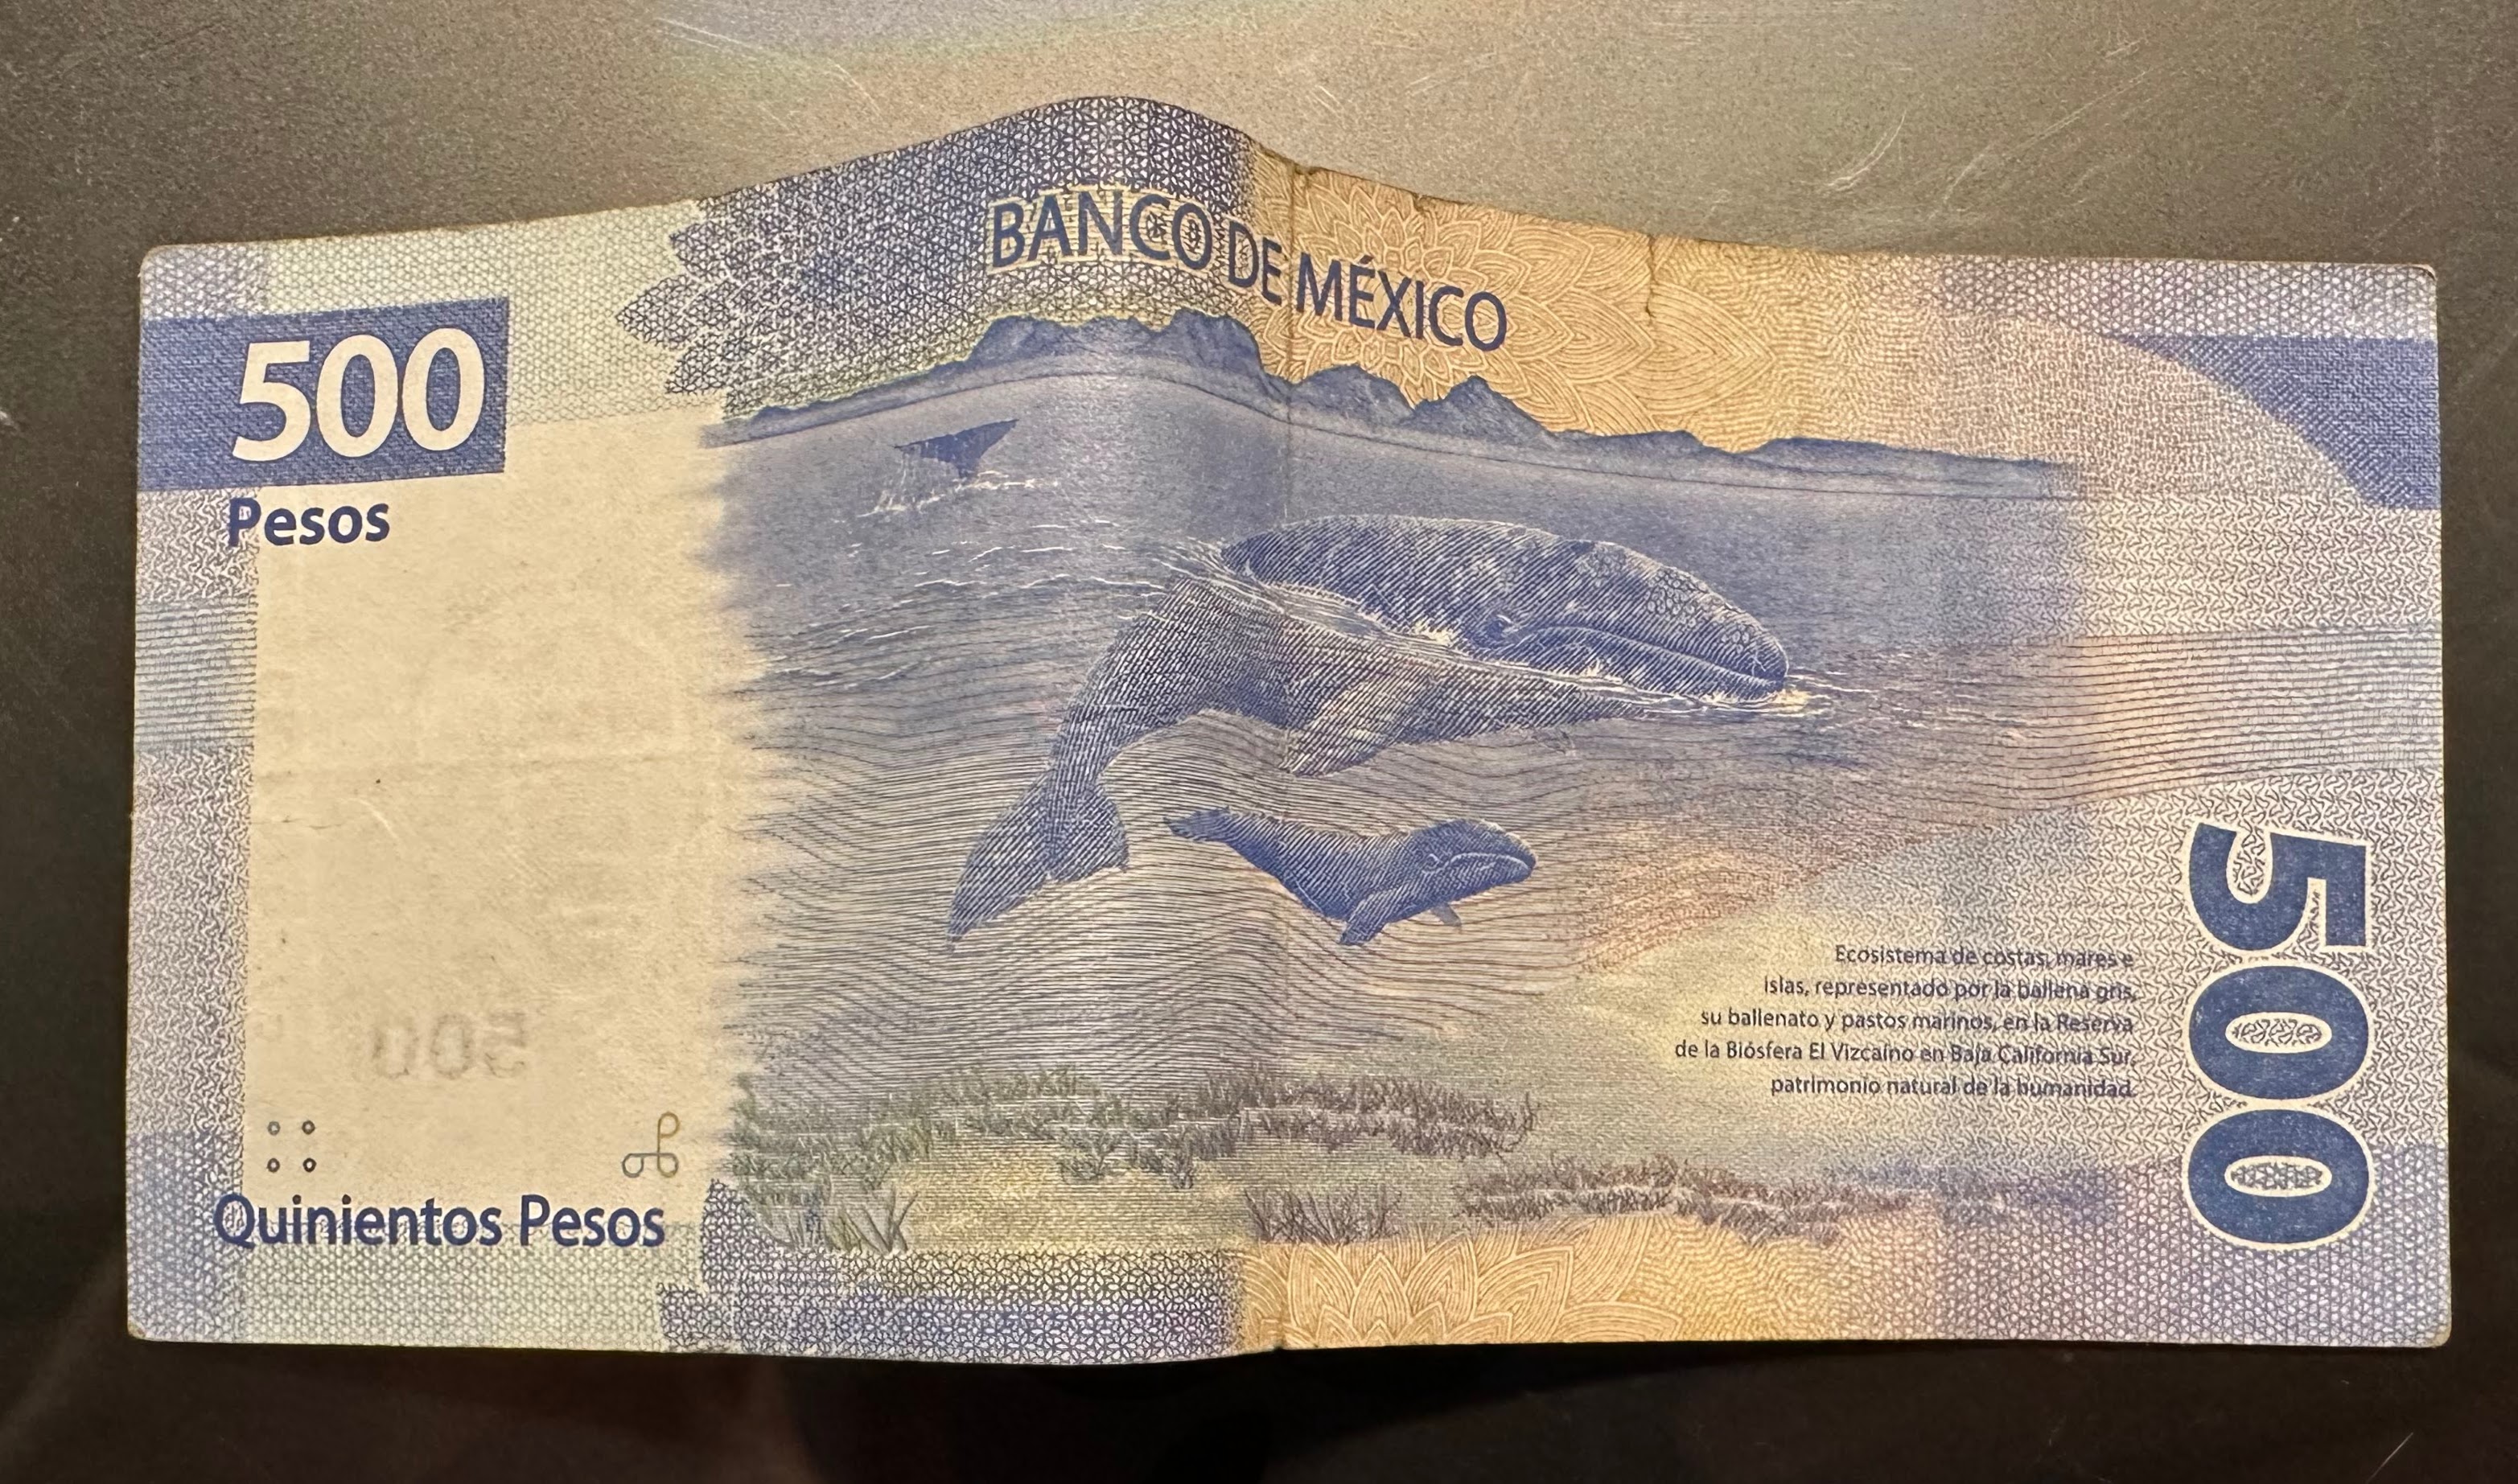 BANCO DE MÉXICO
500
Pesos
Ecosistema de costas, mares e
islas, representado por la ballena gris,
su ballenato y pastos marinos, en la Reserva
de la Biósfera El Vizcaíno en Baja California Sur,
patrimonio natural de la humanidad.
500
500
Quinientos Pesos